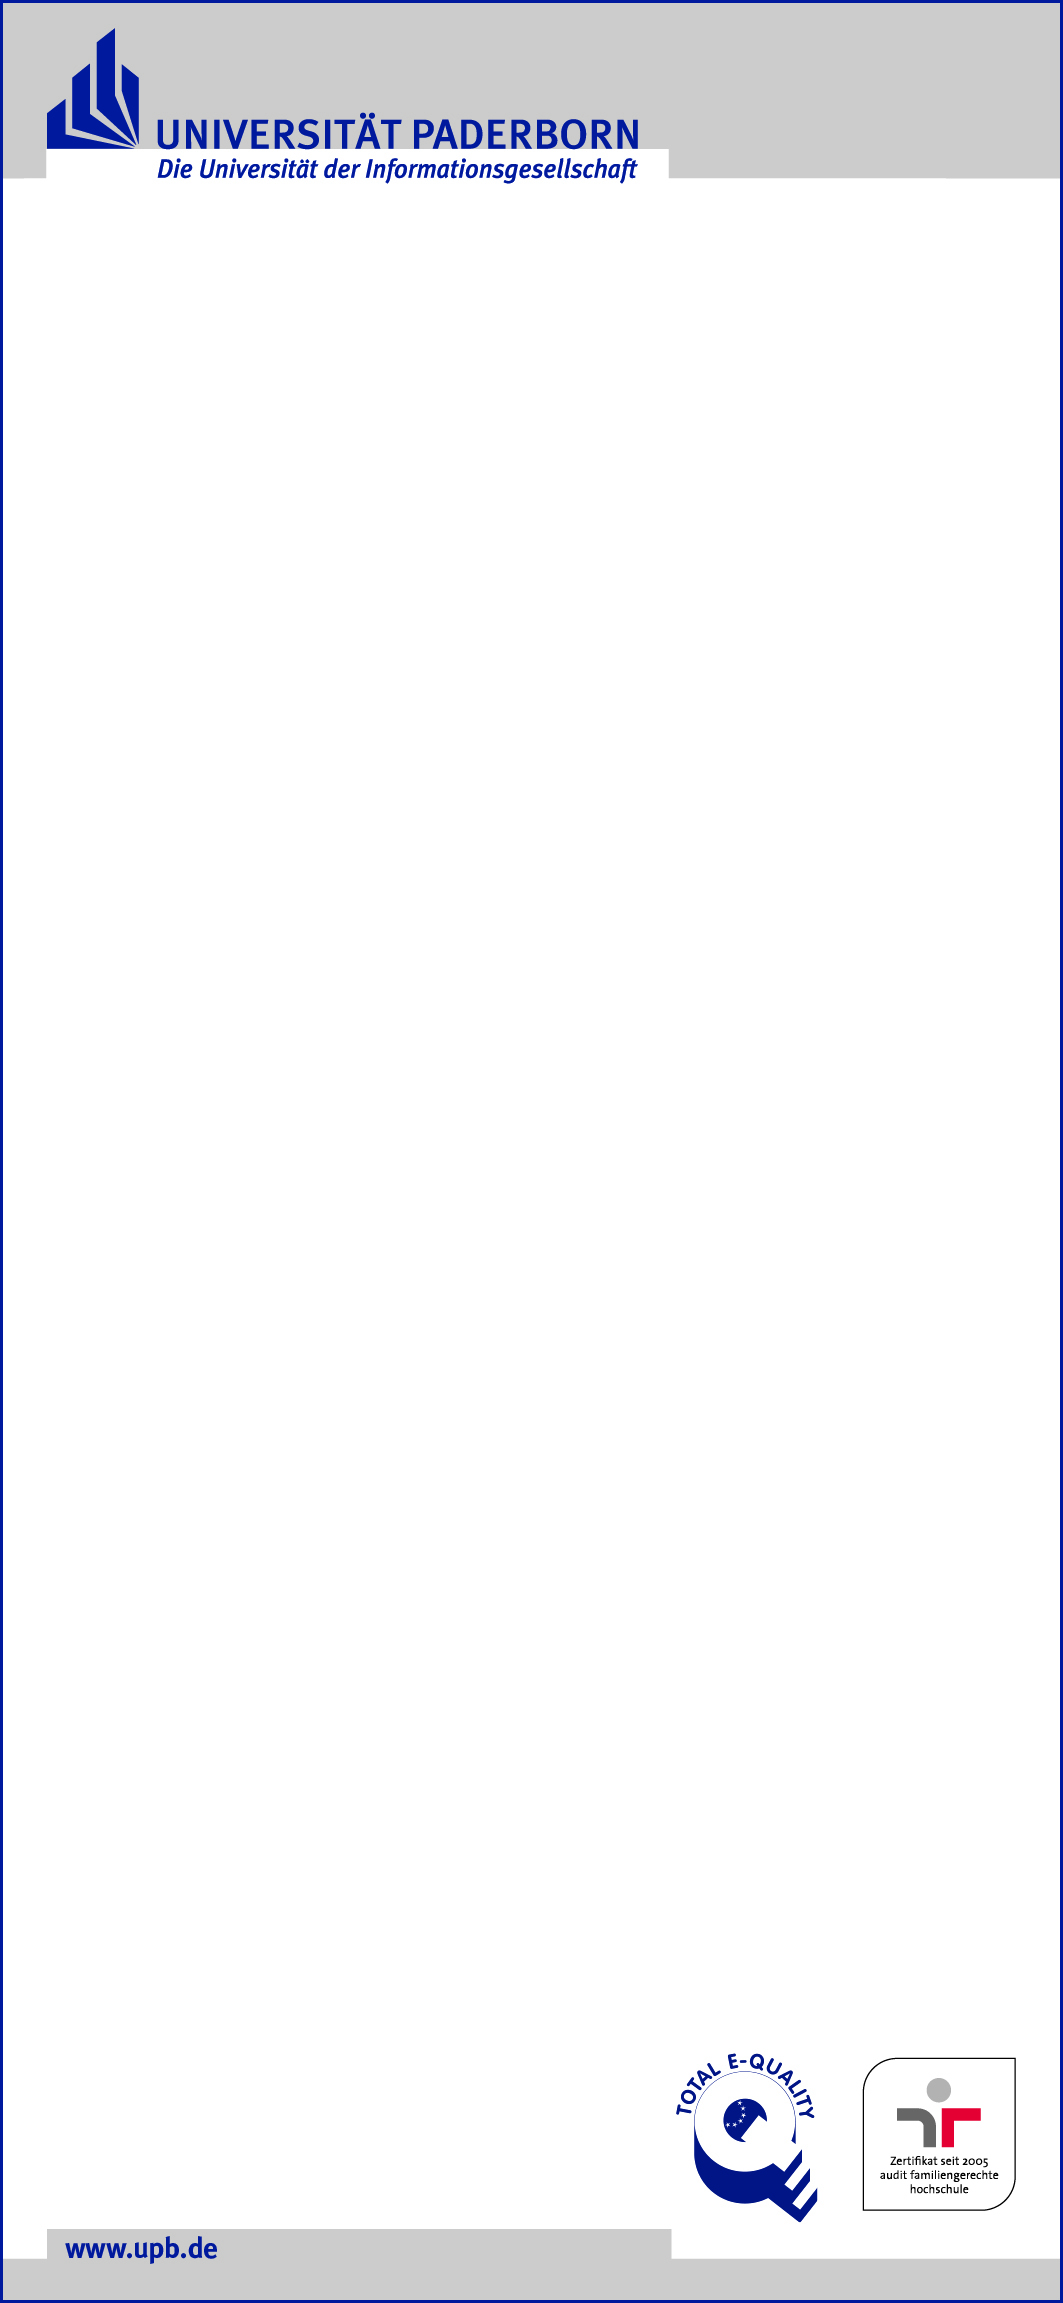 UNIVERSITÄT PADERBORN
Die Universität der Informationsgesellschaft
TOTAL E-QUALITY
Zertifikat seit 2005
audit familiengerechte
hochschule
www.upb.de